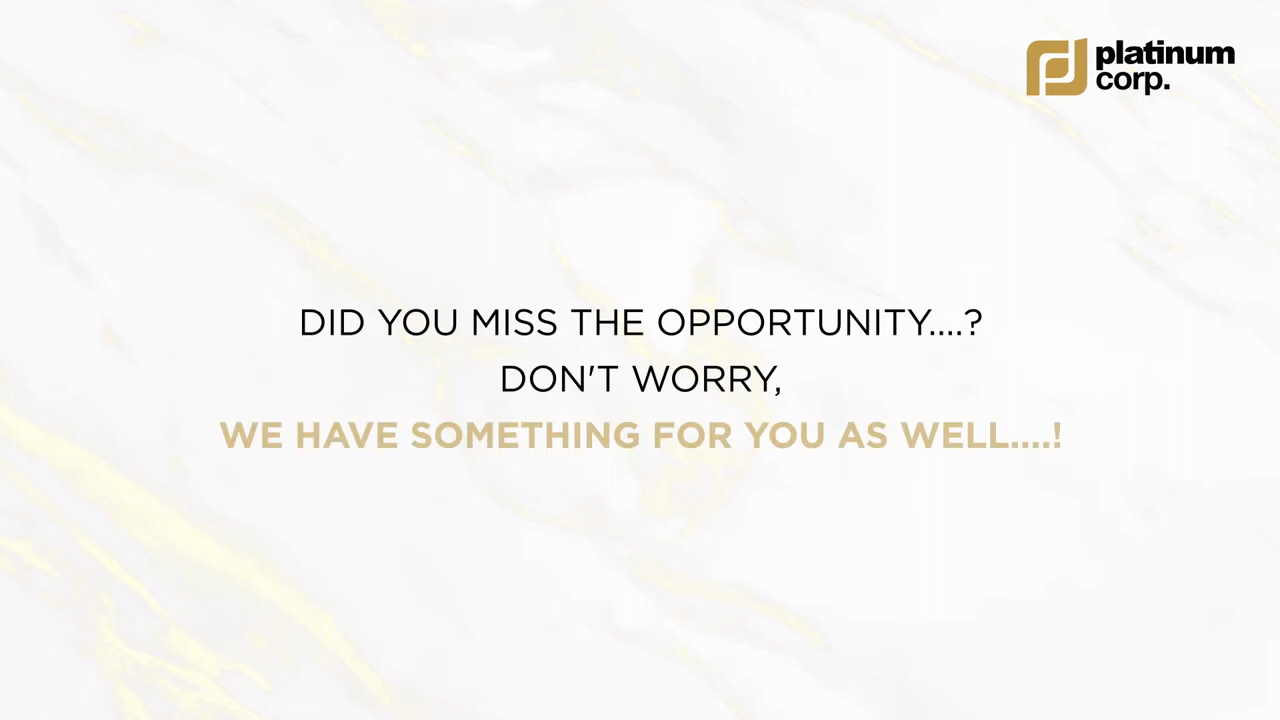 platinum
corp.
DID YOU MISS THE OPPORTUNITY....?
DON'T WORRY,
WE HAVE SOMETHING FOR YOU AS WELL....!